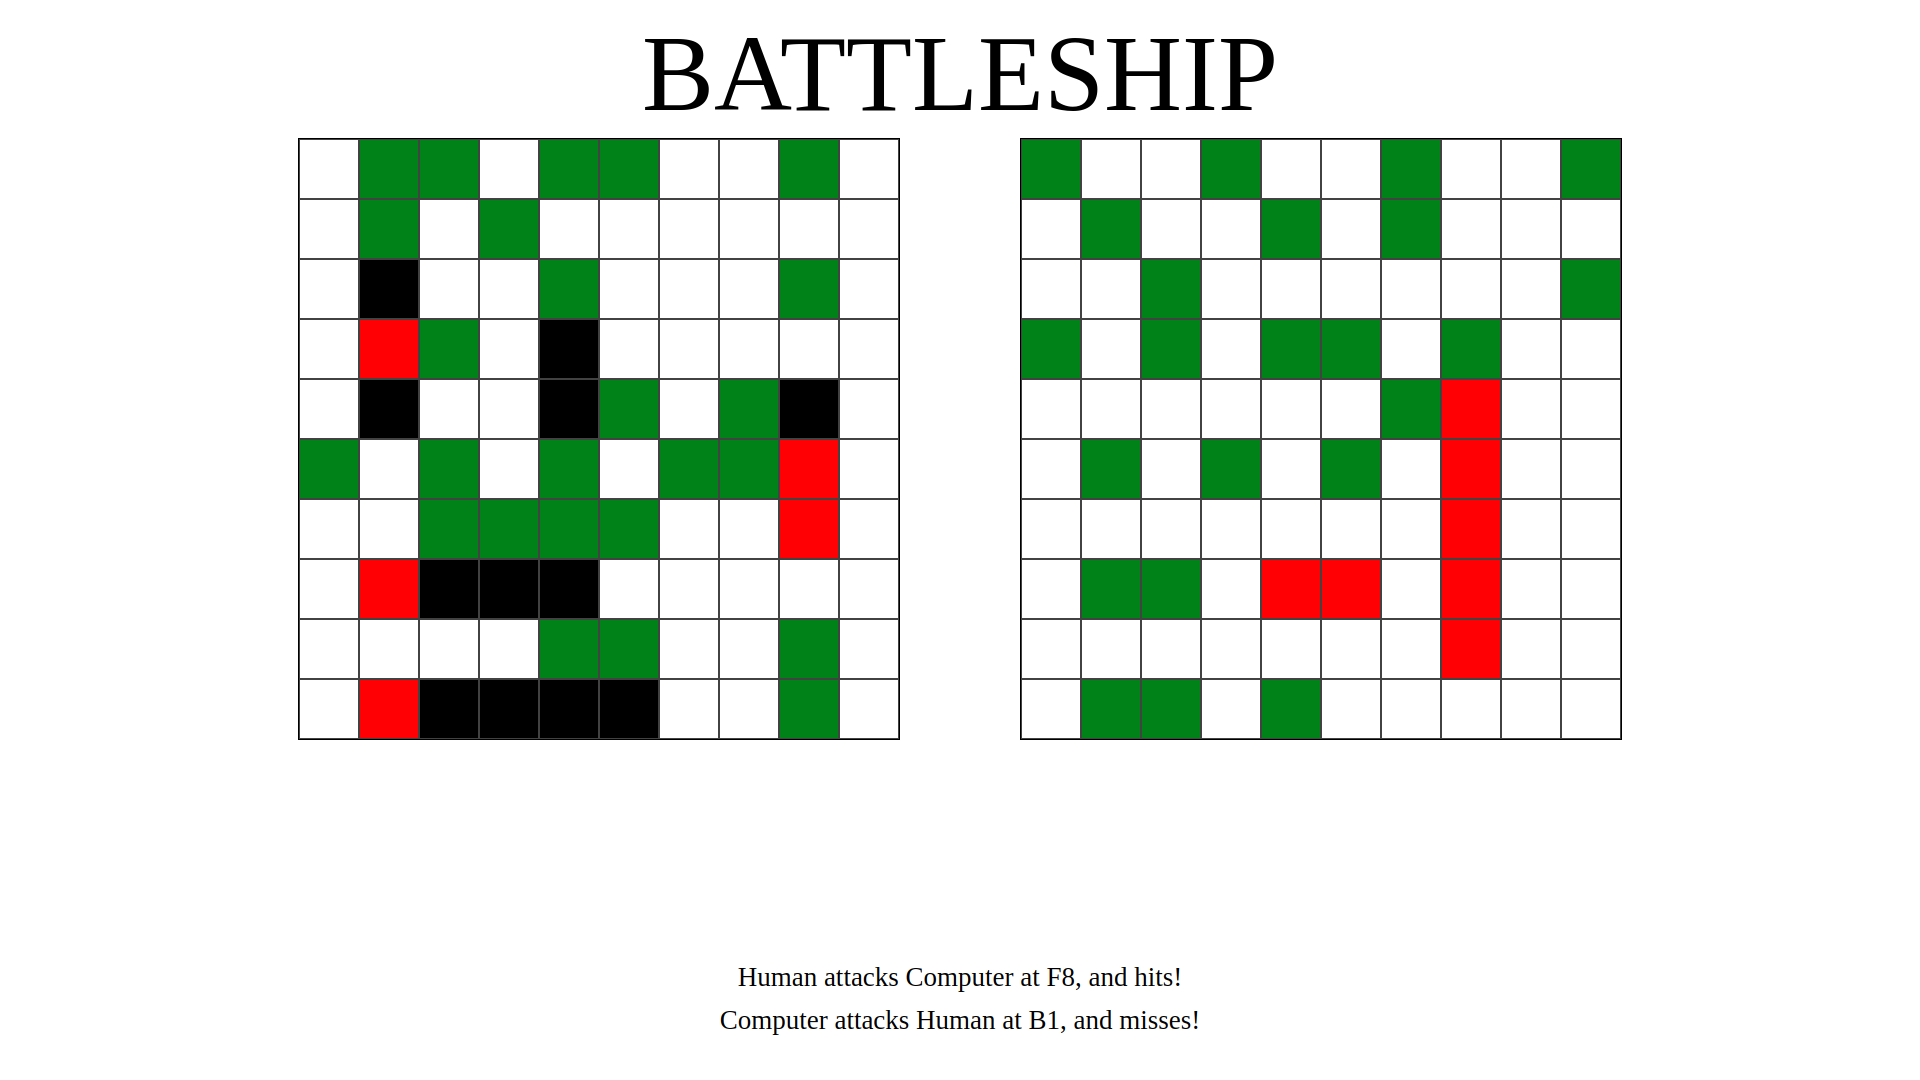 BATTLESHIP
Human attacks Computer at F8, and hits!
Computer attacks Human at B1, and misses!